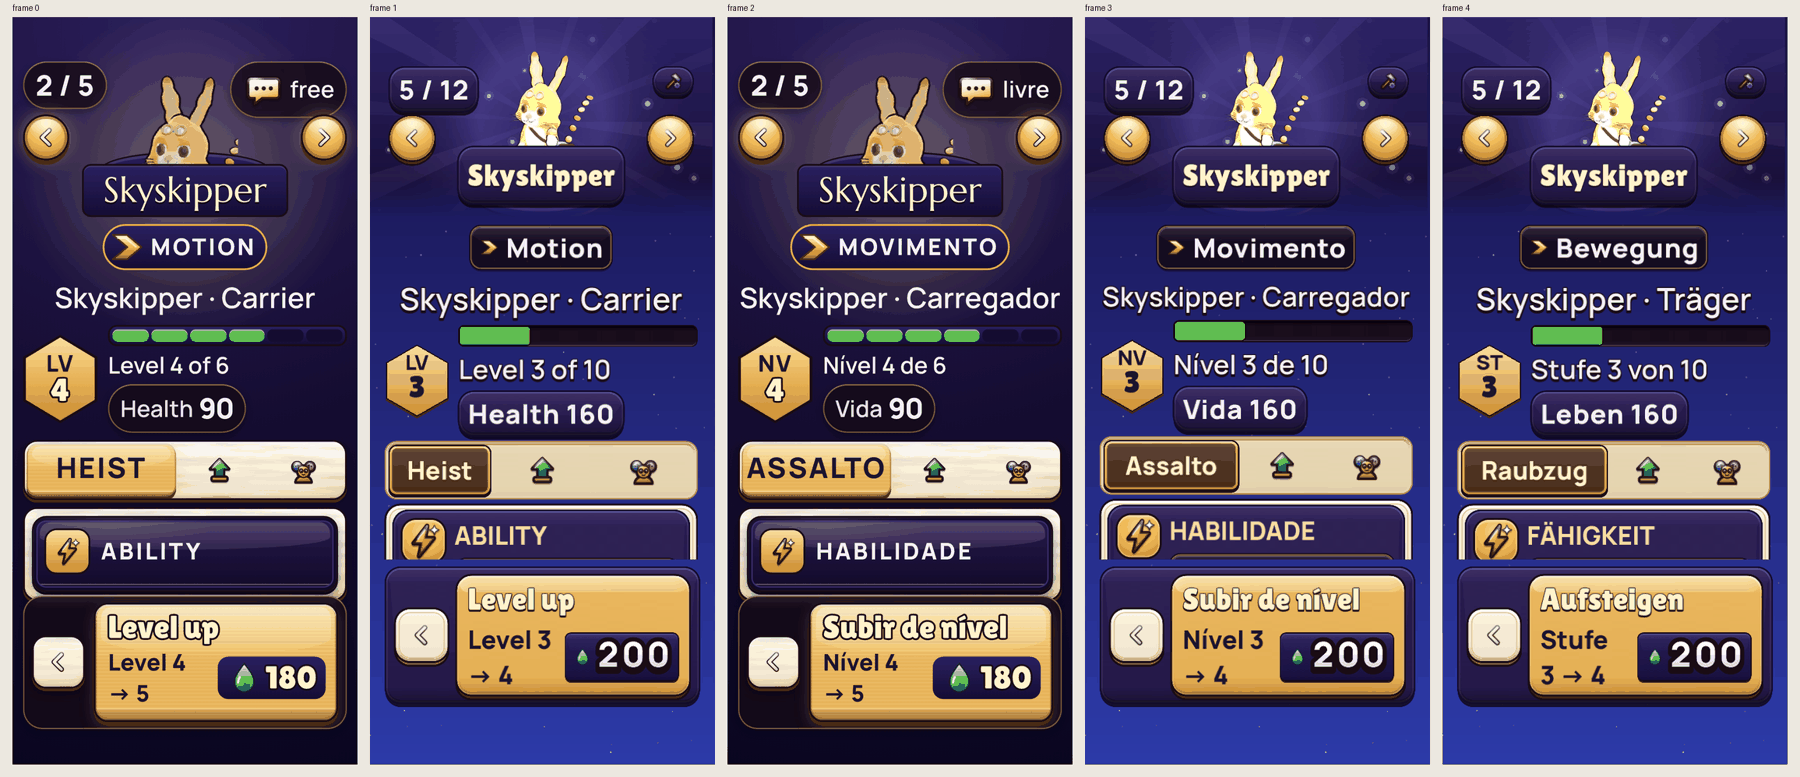 frame 0
2 / 5
free
Skyskipper
MOTION
Skyskipper · Carrier
LV
4
Level 4 of 6
Health 90
HEIST
ABILITY
Level up
Level 4
→ 5
180
frame 1
5 / 12
Skyskipper
Motion
Skyskipper · Carrier
LV
3
Level 3 of 10
Health 160
Heist
ABILITY
Level up
Level 3
→ 4
200
frame 2
2 / 5
livre
Skyskipper
MOVIMENTO
Skyskipper · Carregador
NV
4
Nível 4 de 6
Vida 90
ASSALTO
HABILIDADE
Subir de nível
Nível 4
→ 5
180
frame 3
5 / 12
Skyskipper
Movimento
Skyskipper · Carregador
NV
3
Nível 3 de 10
Vida 160
Assalto
HABILIDADE
Subir de nível
Nível 3
→ 4
200
frame 4
5 / 12
Skyskipper
Bewegung
Skyskipper · Träger
ST
3
Stufe 3 von 10
Leben 160
Raubzug
FÄHIGKEIT
Aufsteigen
Stufe
3 → 4
200